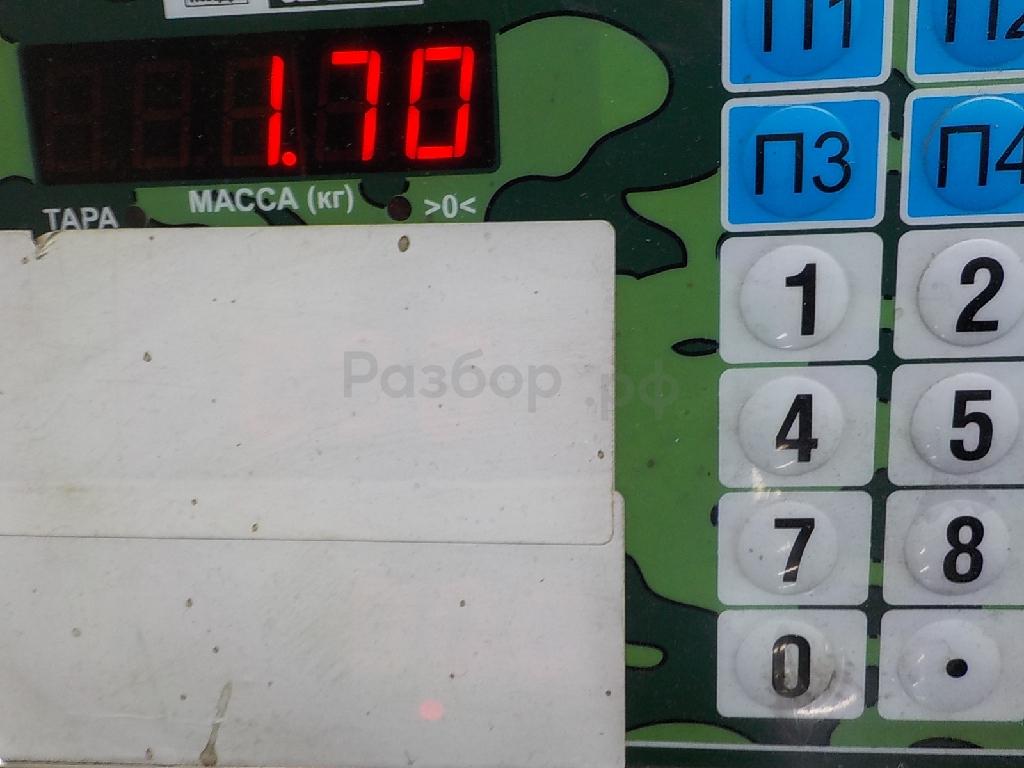 1.70
ТАРА МАССА (кг) >0<
П1 П2
П3 П4
1 2
Разбор.рф
4 5
7 8
0 .